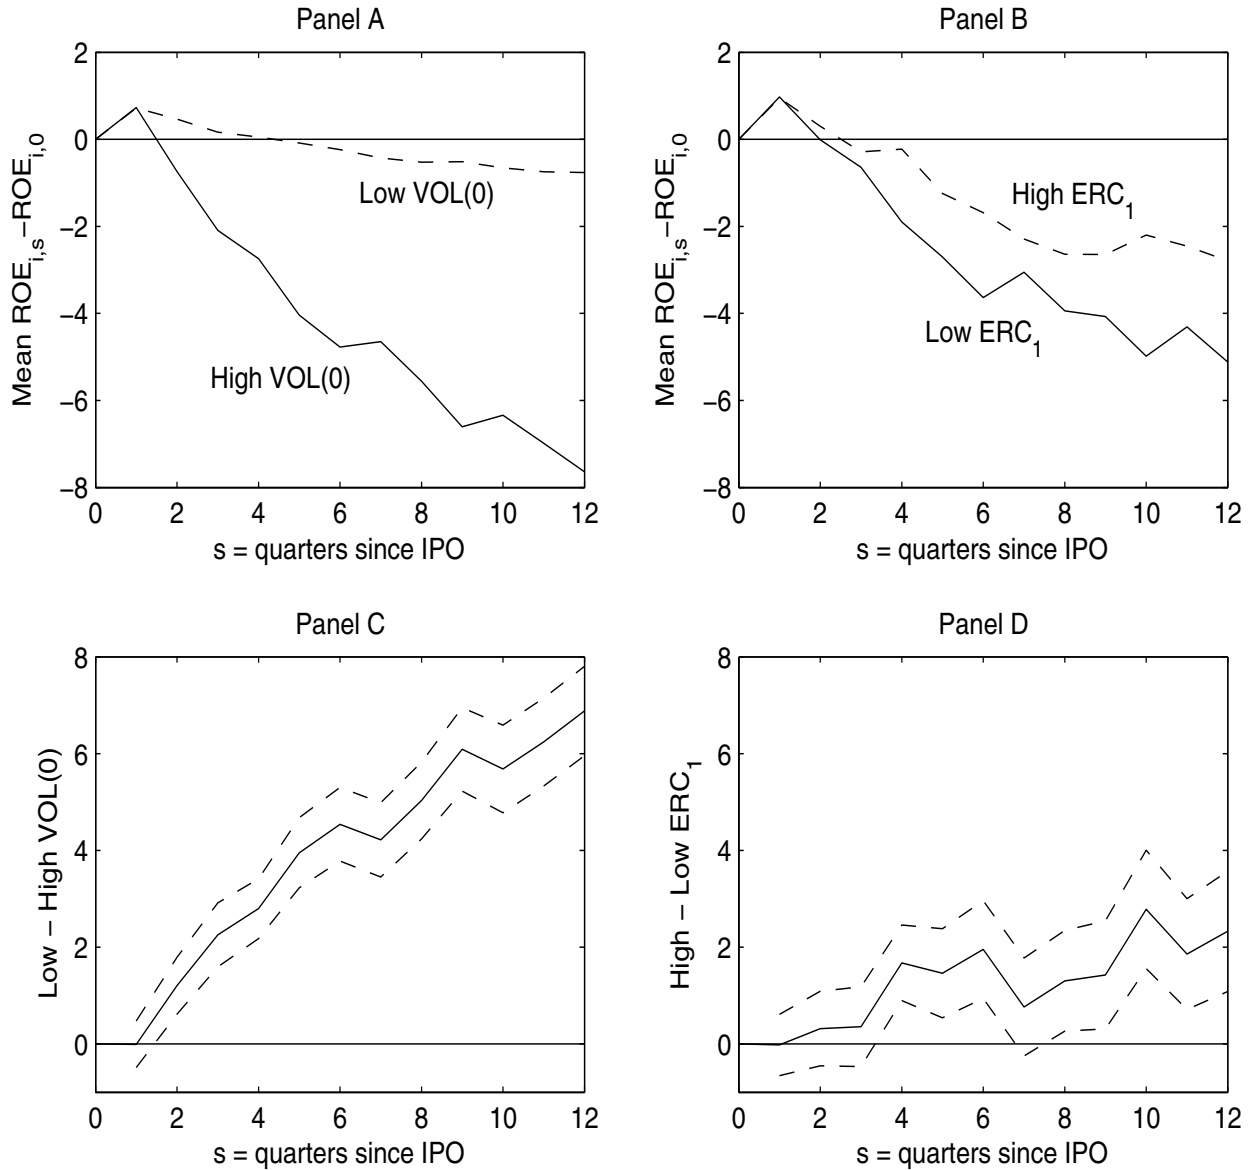 Panel A
2
0
−2
−4
−6
−8
Mean ROE_{i,s}−ROE_{i,0}
Low VOL(0)
High VOL(0)
0 2 4 6 8 10 12
s = quarters since IPO
Panel B
2
0
−2
−4
−6
−8
Mean ROE_{i,s}−ROE_{i,0}
High ERC_1
Low ERC_1
0 2 4 6 8 10 12
s = quarters since IPO
Panel C
8
6
4
2
0
Low − High VOL(0)
0 2 4 6 8 10 12
s = quarters since IPO
Panel D
8
6
4
2
0
High − Low ERC_1
0 2 4 6 8 10 12
s = quarters since IPO